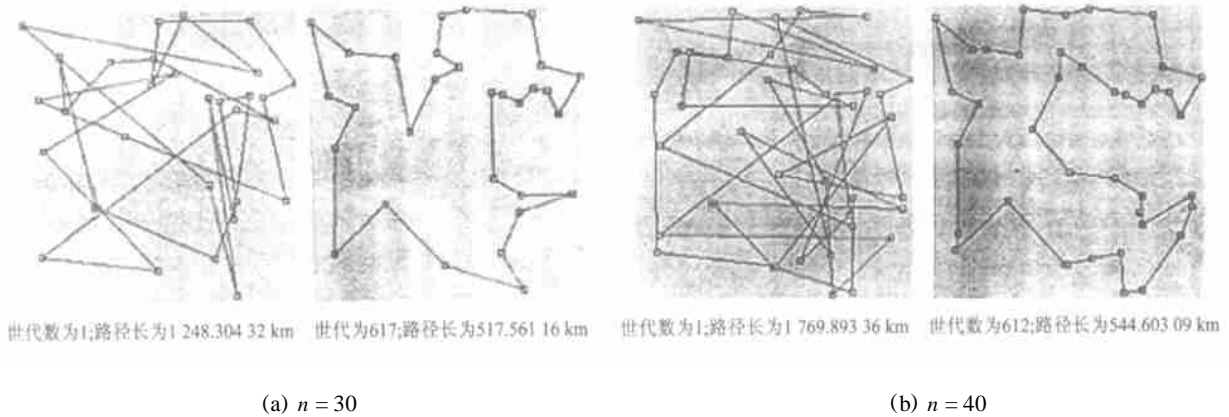 世代数为1;路径长为1 248.304 32 km
世代为617;路径长为517.561 16 km
世代数为1;路径长为1 769.893 36 km
世代数为612;路径长为544.603 09 km
(a) n = 30
(b) n = 40